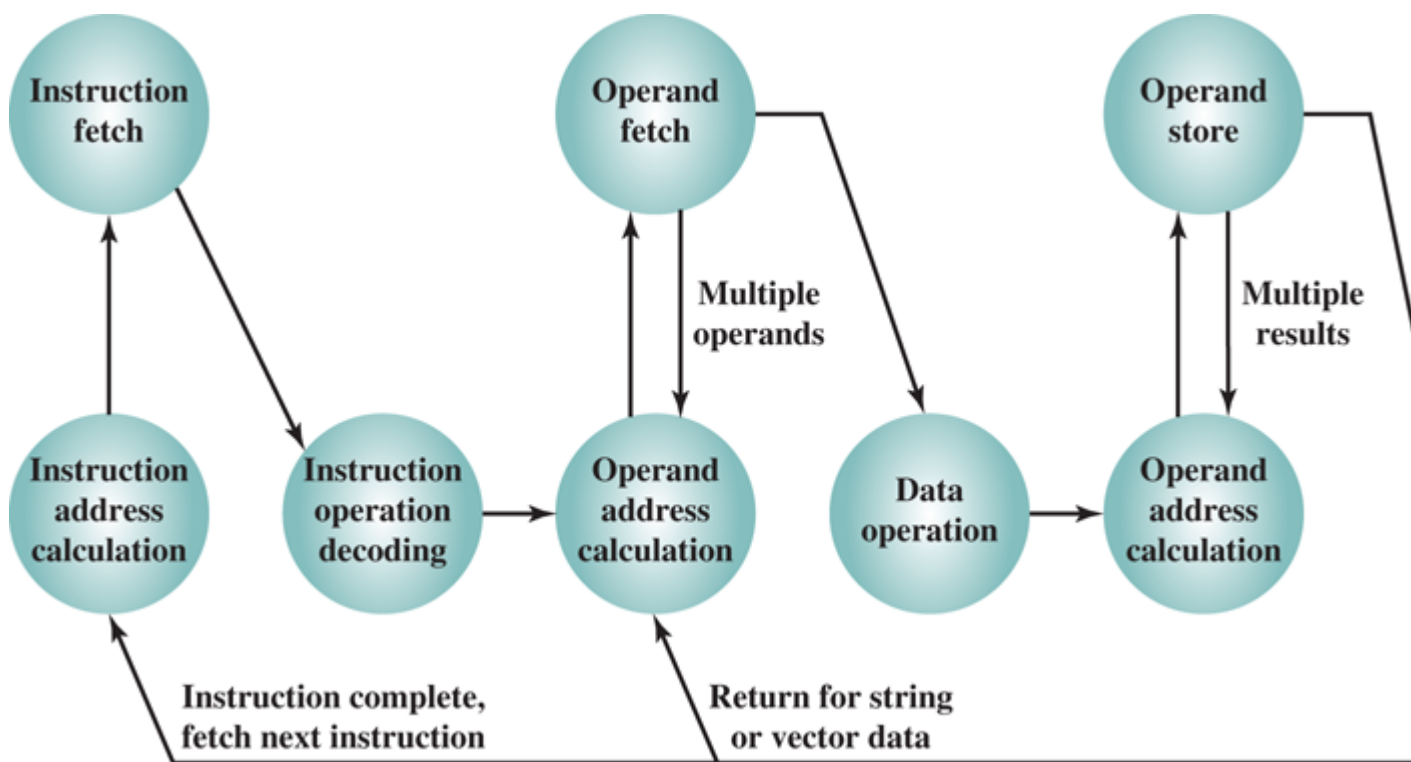 Instruction
fetch
Operand
fetch
Operand
store
Multiple
operands
Multiple
results
Instruction
address
calculation
Instruction
operation
decoding
Operand
address
calculation
Data
operation
Operand
address
calculation
Instruction complete,
fetch next instruction
Return for string
or vector data